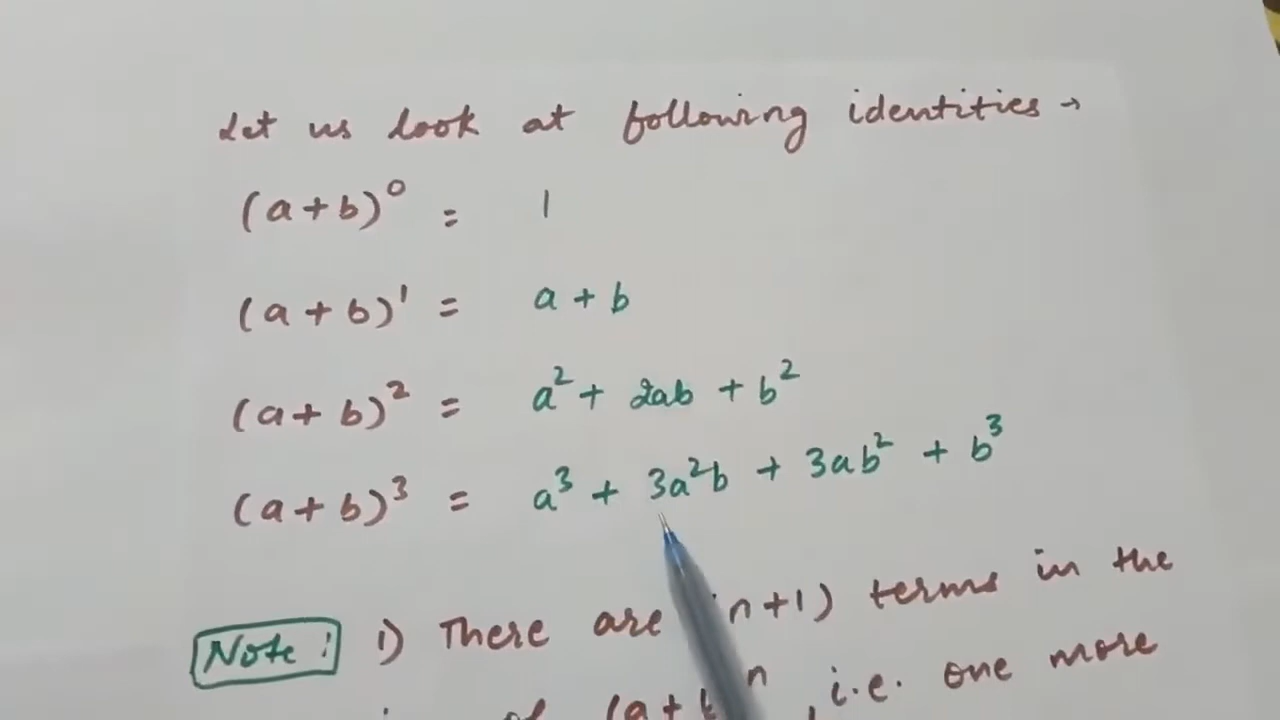 Let us look at following identities →
(a+b)⁰ = 1
(a+b)¹ = a + b
(a+b)² = a² + 2ab + b²
(a+b)³ = a³ + 3a²b + 3ab² + b³
Note: i) There are n+1) terms in the
of (a+ n, i.e. one more